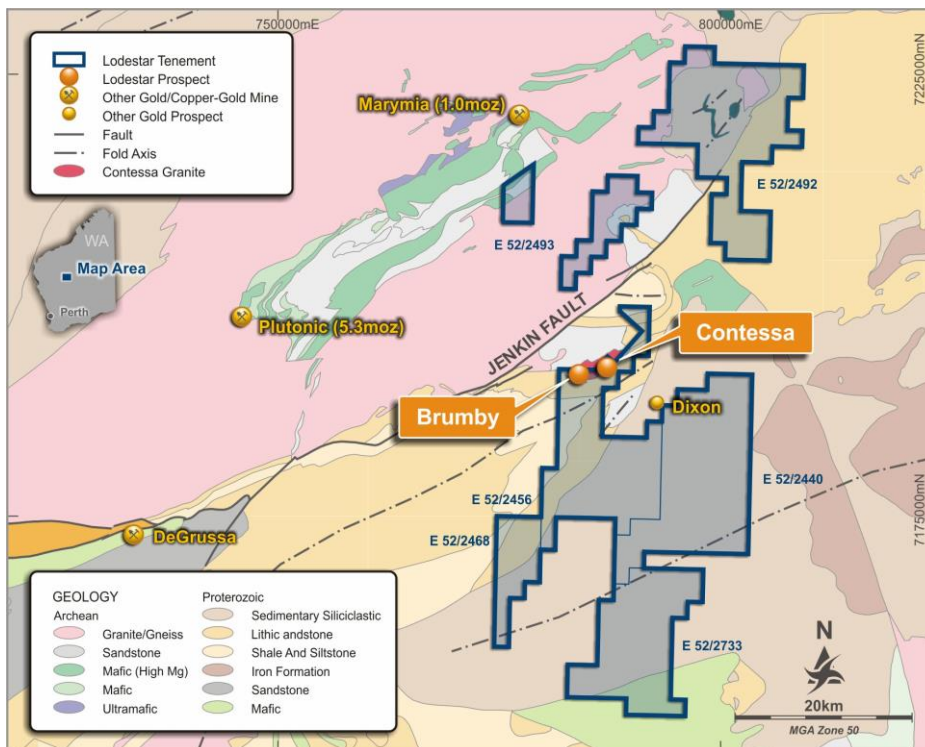 750000mE
800000mE
7225000mN
7175000mN
Lodestar Tenement
Lodestar Prospect
Other Gold/Copper-Gold Mine
Other Gold Prospect
Fault
Fold Axis
Contessa Granite
WA
Map Area
Perth
Marymia (1.0moz)
E 52/2492
E 52/2493
Plutonic (5.3moz)
JENKIN FAULT
Contessa
Brumby
Dixon
E 52/2440
E 52/2456
E 52/2468
DeGrussa
E 52/2733
GEOLOGY
Archean
Granite/Gneiss
Sandstone
Mafic (High Mg)
Mafic
Ultramafic
Proterozoic
Sedimentary Siliciclastic
Lithic andstone
Shale And Siltstone
Iron Formation
Sandstone
Mafic
N
20km
MGA Zone 50